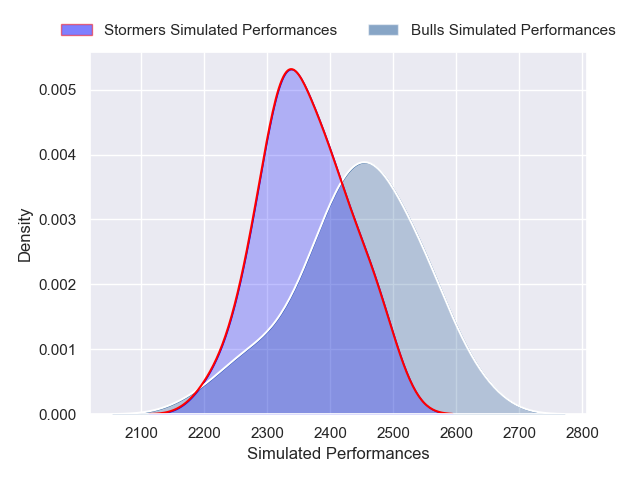 Stormers Simulated Performances
Bulls Simulated Performances
0.005
0.004
0.003
0.002
0.001
0.000
Density
2100 2200 2300 2400 2500 2600 2700 2800
Simulated Performances